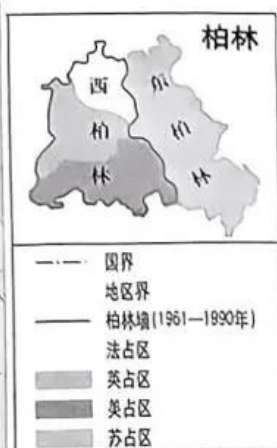 柏林
西
柏
林
东
柏
林
国界
地区界
柏林墙(1961—1990年)
法占区
英占区
美占区
苏占区